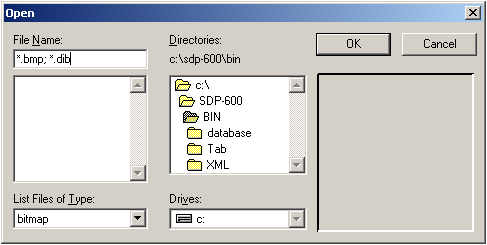 Open
File Name:
*.bmp; *.dib
Directories:
c:\sdp-600\bin
OK
Cancel
c:\
SDP-600
BIN
database
Tab
XML
List Files of Type:
bitmap
Drives:
c: